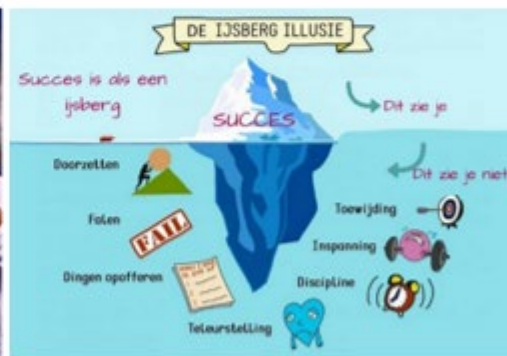 DE IJSBERG ILLUSIE
Succes is als een
ijsberg
SUCCES
Dit zie je
Dit zie je niet
Doorzetten
Falen
FAIL
Dingen opofferen
Teleurstelling
Toewijding
Inspanning
Discipline